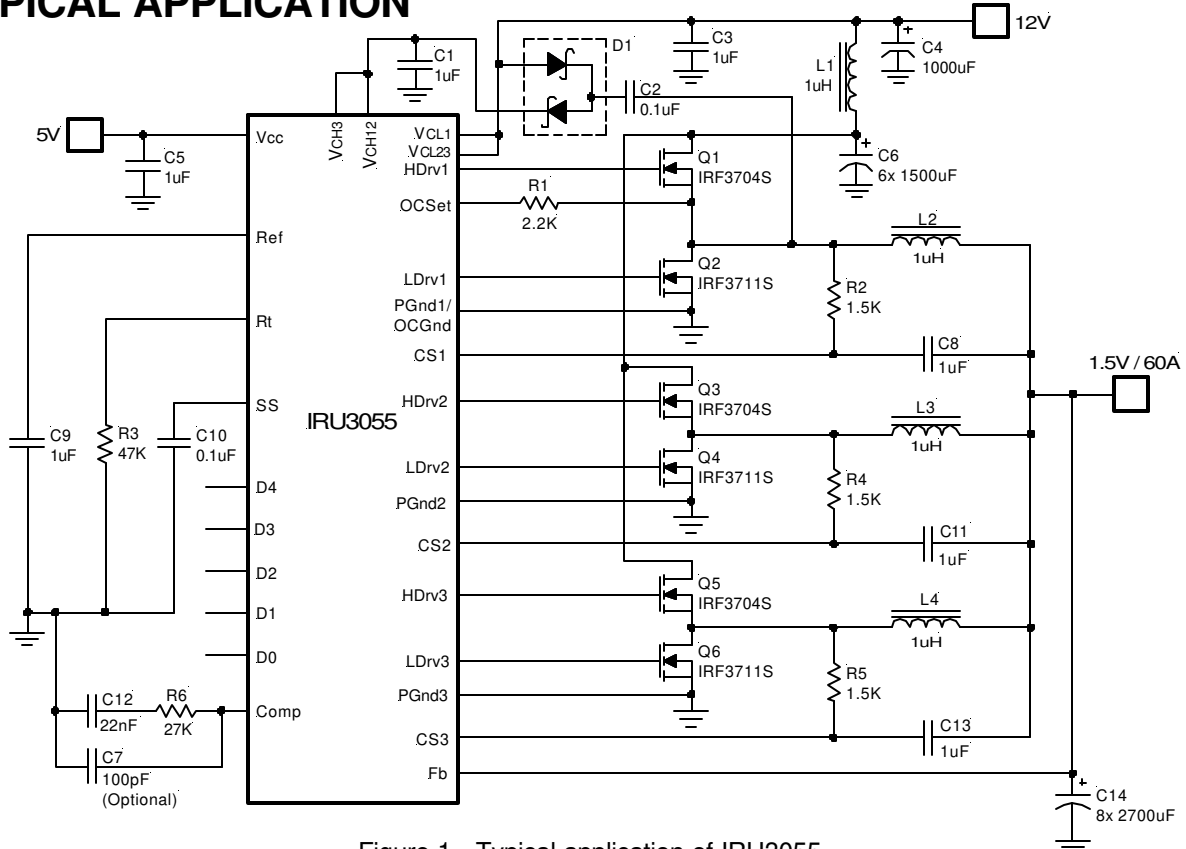 PICAL APPLICATION
12V
D1
C3
1uF
C4
1000uF
L1
1uH
C1
1uF
C2
0.1uF
5V
Vcc
VCH3
VCH12
VCL1
VCL23
HDrv1
Q1
IRF3704S
C6
6x 1500uF
C5
1uF
R1
2.2K
OCSet
L2
1uH
Ref
Q2
IRF3711S
LDrv1
R2
1.5K
PGnd1/
OCGnd
Rt
C8
1uF
CS1
1.5V / 60A
Q3
IRF3704S
HDrv2
SS
IRU3055
L3
1uH
C9
1uF
R3
47K
C10
0.1uF
Q4
IRF3711S
LDrv2
R4
1.5K
D4
PGnd2
D3
C11
1uF
CS2
D2
Q5
IRF3704S
HDrv3
D1
L4
1uH
D0
Q6
IRF3711S
LDrv3
R5
1.5K
PGnd3
C12
22nF
R6
27K
Comp
C13
1uF
CS3
C7
100pF
(Optional)
Fb
C14
8x 2700uF